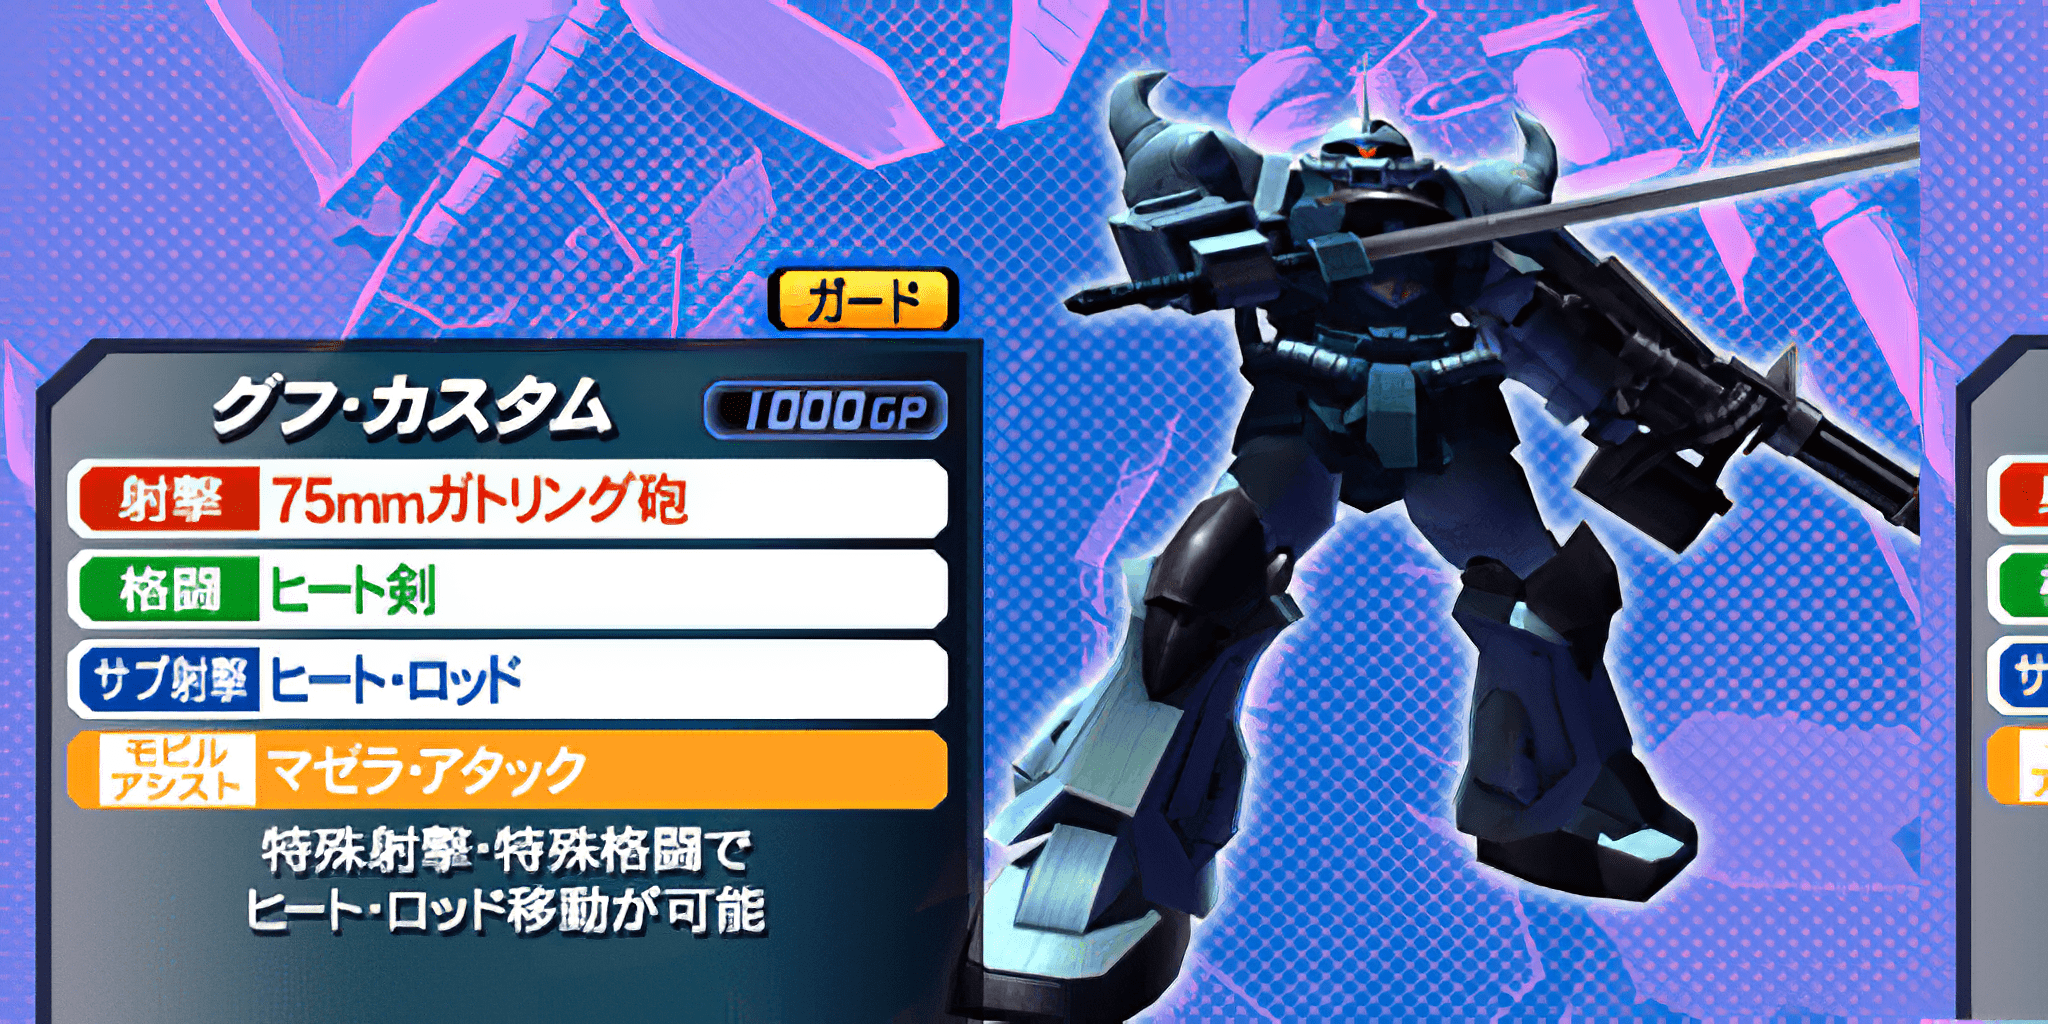 ガード
グフ・カスタム 1000GP
射撃 75mmガトリング砲
格闘 ヒート剣
サブ射撃 ヒート・ロッド
モビルアシスト マゼラ・アタック
特殊射撃・特殊格闘で
ヒート・ロッド移動が可能
サ